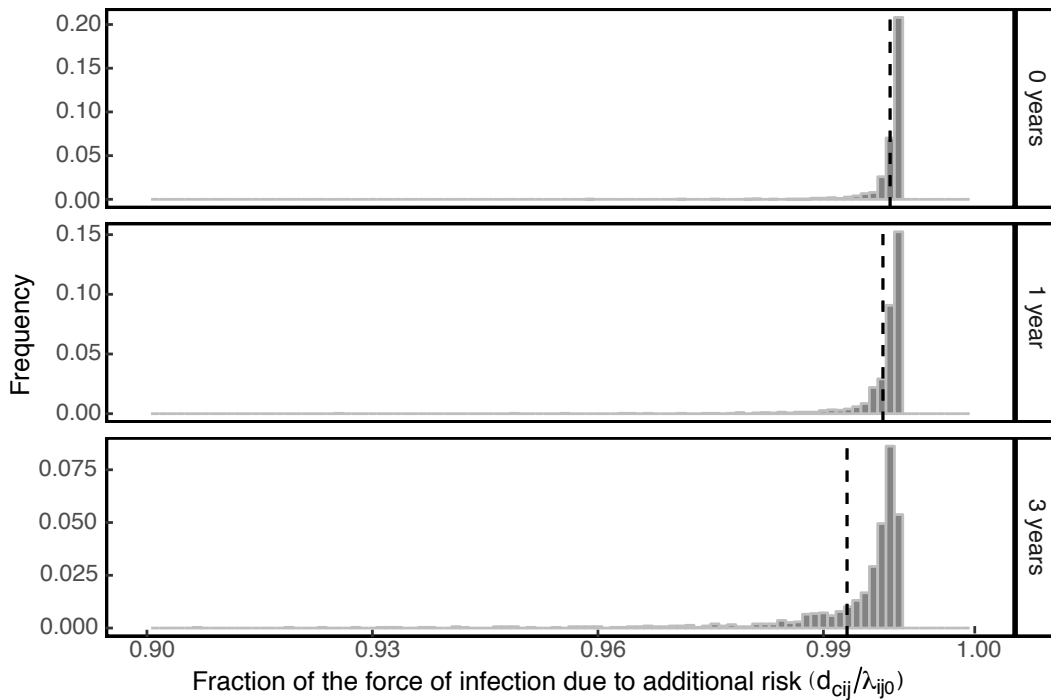 0.20
0.15
0.10
0.05
0.00
0 years
0.15
0.10
0.05
0.00
1 year
0.075
0.050
0.025
0.000
3 years
Frequency
0.90 0.93 0.96 0.99 1.00
Fraction of the force of infection due to additional risk (d_cij/λ_ij0)